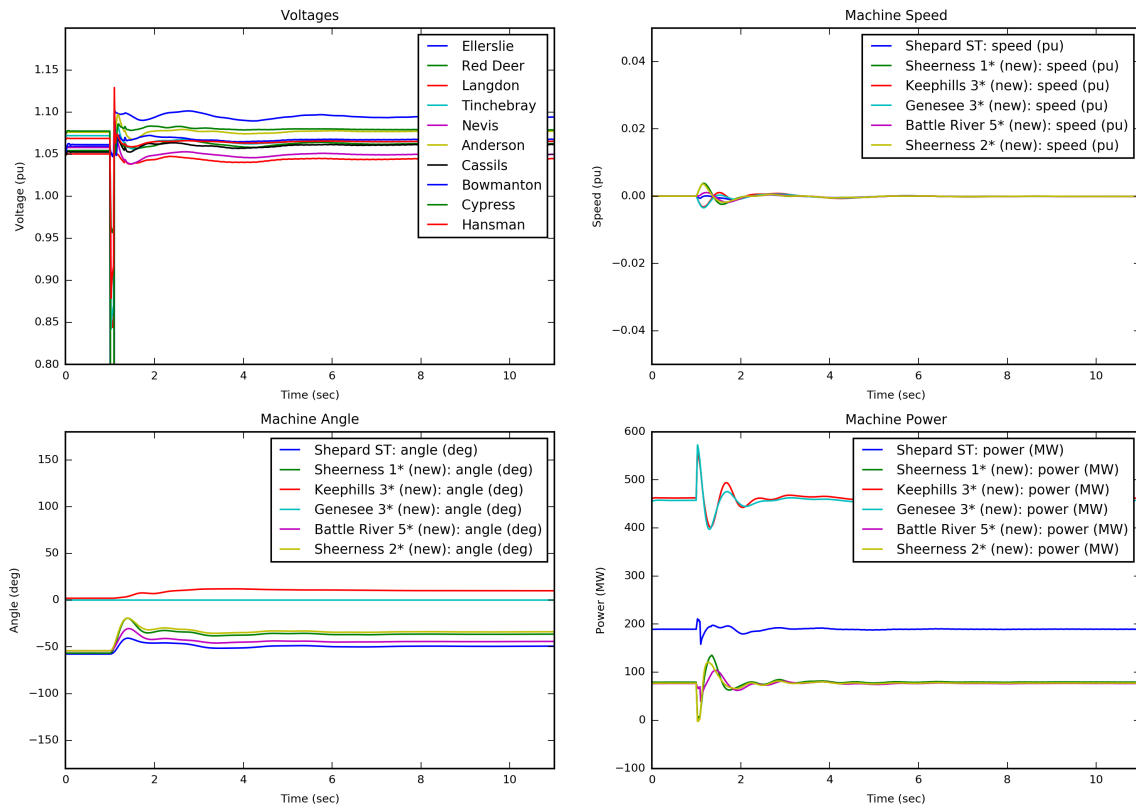 Voltages
1.15
1.10
1.05
1.00
0.95
0.90
0.85
0.80
Voltage (pu)
0 2 4 6 8 10
Time (sec)
Ellerslie
Red Deer
Langdon
Tinchebray
Nevis
Anderson
Cassils
Bowmanton
Cypress
Hansman
Machine Speed
0.04
0.02
0.00
−0.02
−0.04
Speed (pu)
0 2 4 6 8 10
Time (sec)
Shepard ST: speed (pu)
Sheerness 1* (new): speed (pu)
Keephills 3* (new): speed (pu)
Genesee 3* (new): speed (pu)
Battle River 5* (new): speed (pu)
Sheerness 2* (new): speed (pu)
Machine Angle
150
100
50
0
−50
−100
−150
Angle (deg)
0 2 4 6 8 10
Time (sec)
Shepard ST: angle (deg)
Sheerness 1* (new): angle (deg)
Keephills 3* (new): angle (deg)
Genesee 3* (new): angle (deg)
Battle River 5* (new): angle (deg)
Sheerness 2* (new): angle (deg)
Machine Power
600
500
400
300
200
100
0
−100
Power (MW)
0 2 4 6 8 10
Time (sec)
Shepard ST: power (MW)
Sheerness 1* (new): power (MW)
Keephills 3* (new): power (MW)
Genesee 3* (new): power (MW)
Battle River 5* (new): power (MW)
Sheerness 2* (new): power (MW)